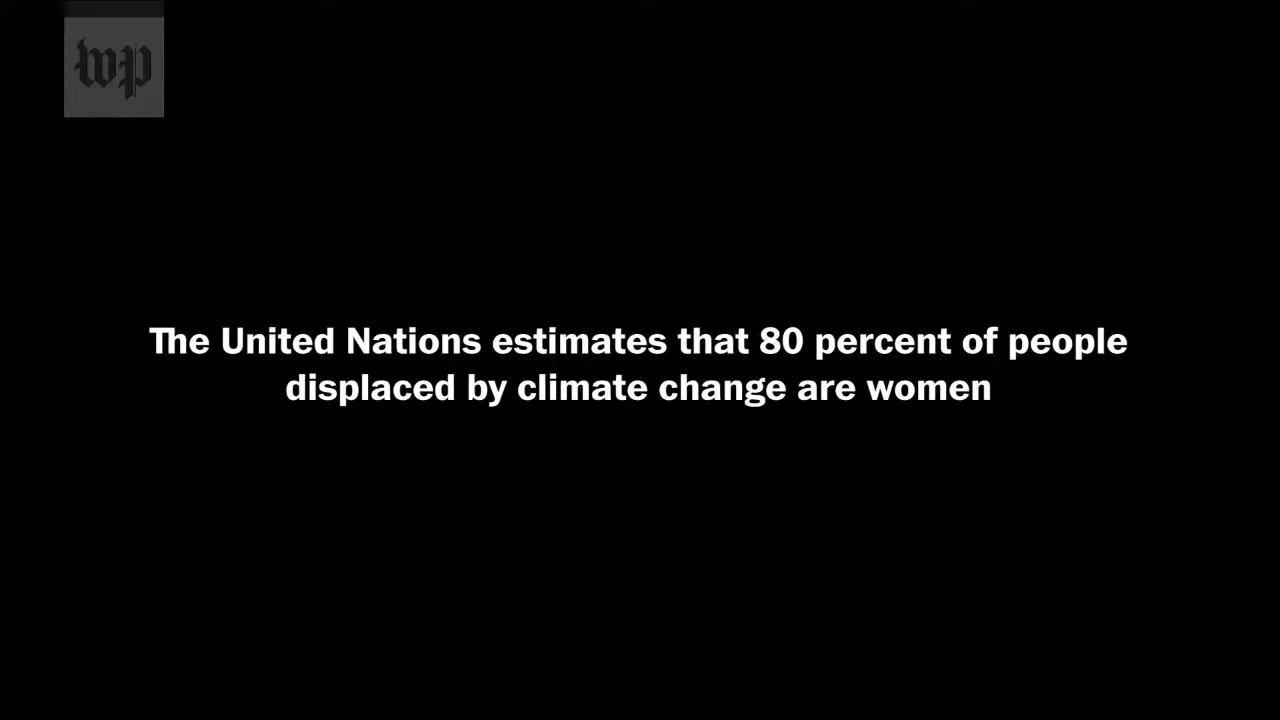 wp
The United Nations estimates that 80 percent of people
displaced by climate change are women